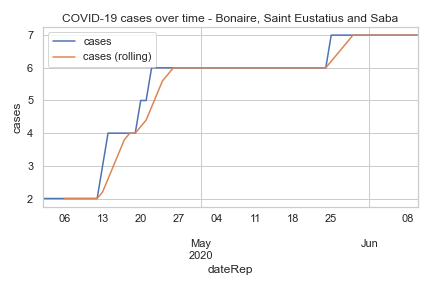 COVID-19 cases over time - Bonaire, Saint Eustatius and Saba
cases
cases (rolling)
7
6
5
4
3
2
cases
06 13 20 27 04 11 18 25 08
May Jun
2020
dateRep